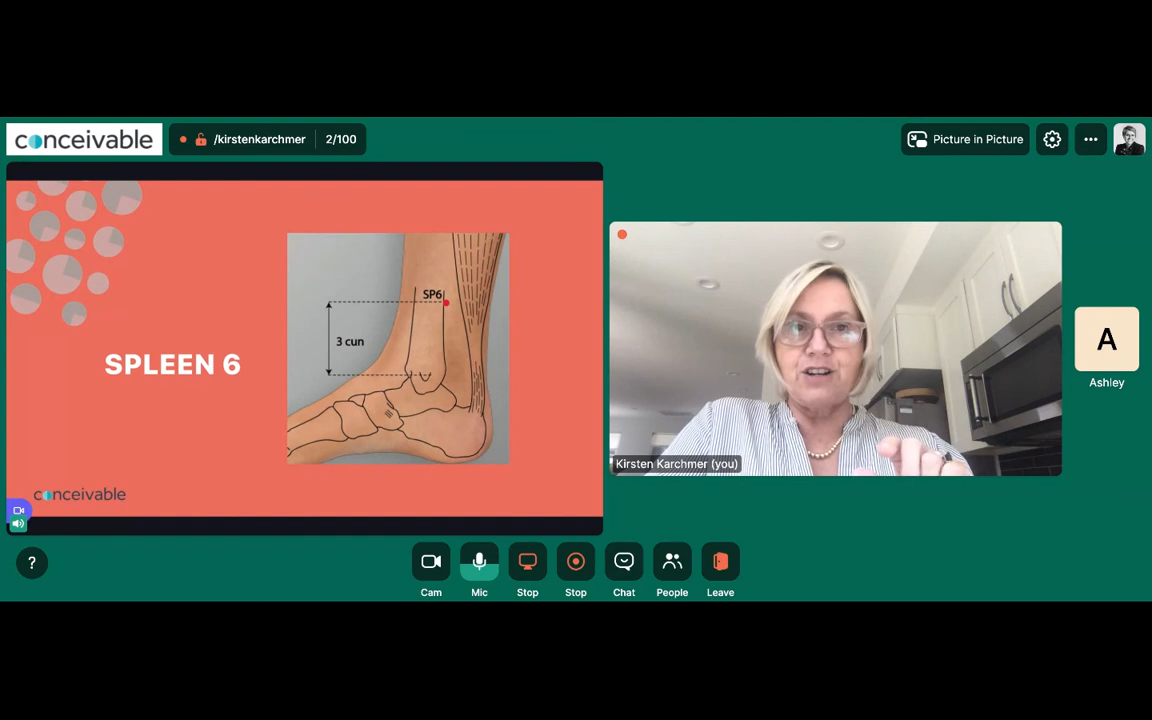 conceivable
/kirstenkarchmer
2/100
Picture in Picture
SP6
3 cun
SPLEEN 6
conceivable
Kirsten Karchmer (you)
A
Ashley
?
Cam
Mic
Stop
Stop
Chat
People
Leave